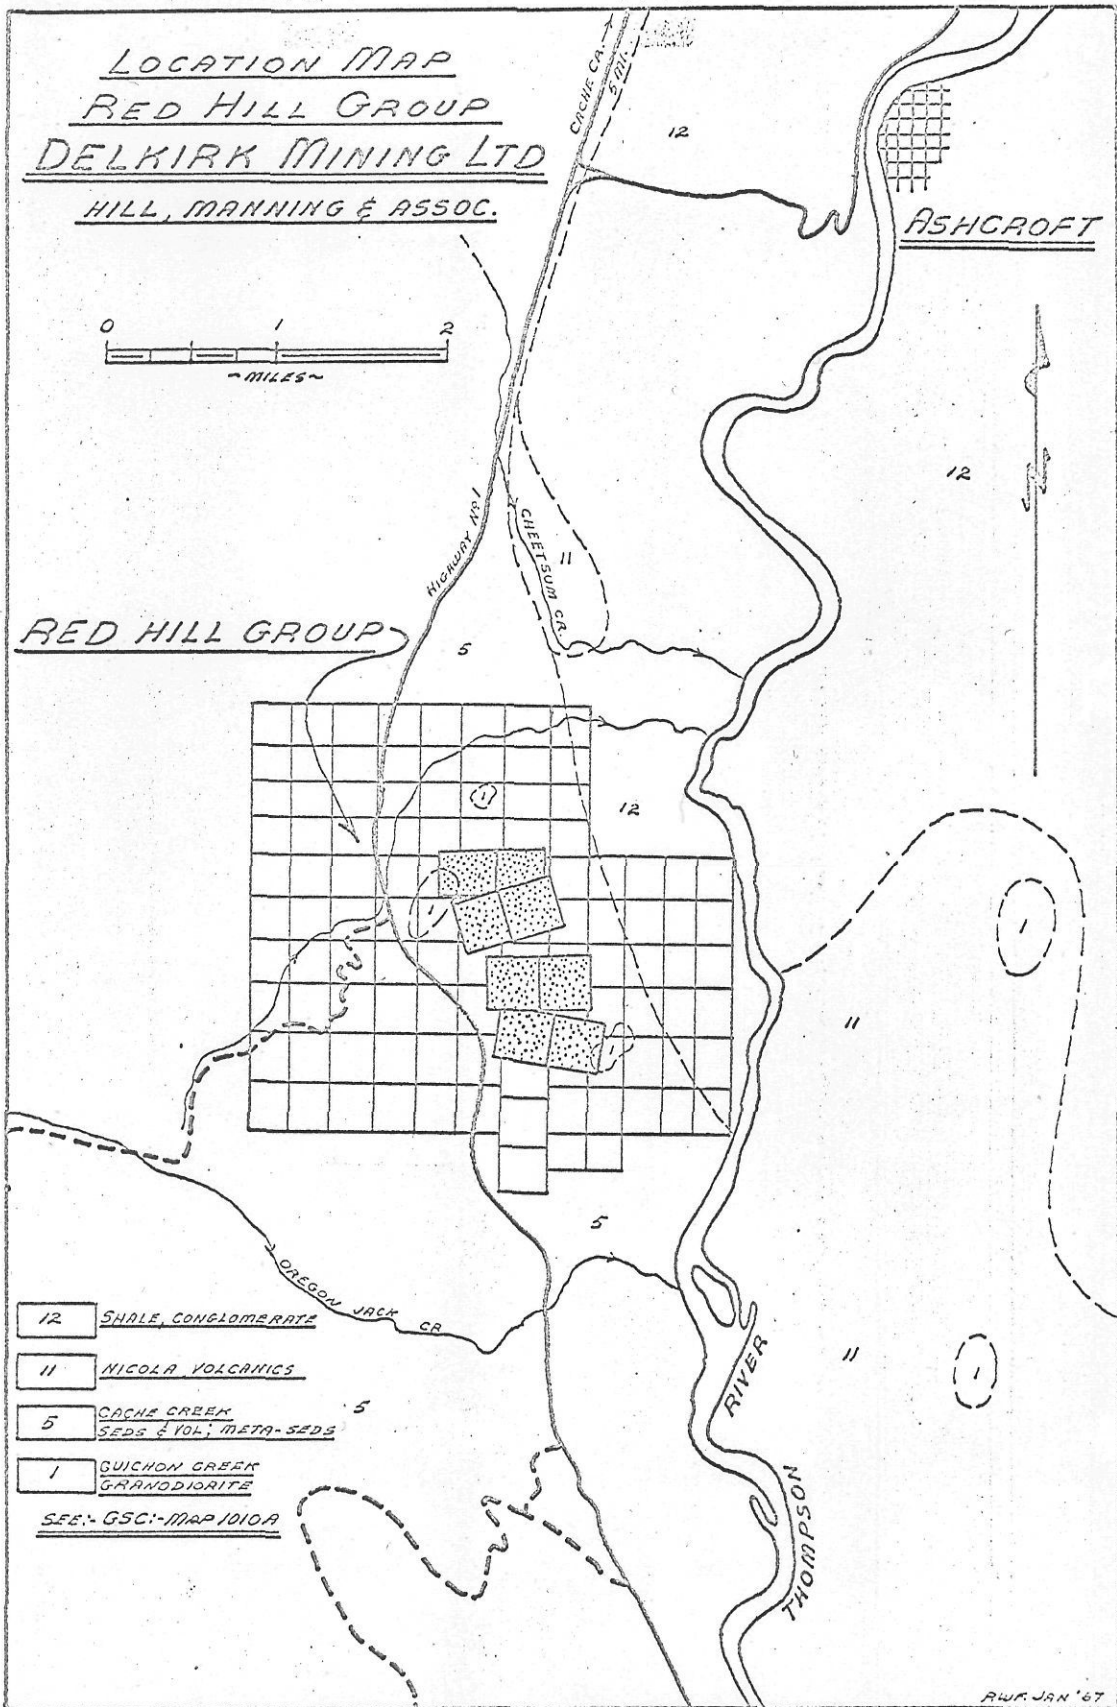 LOCATION MAP
RED HILL GROUP
DELKIRK MINING LTD
HILL, MANNING & ASSOC.
0 1 2
~MILES~
CACHE CR.
5 MI.
12
ASHCROFT
12
HIGHWAY No 1
CHEETSUM CR.
11
RED HILL GROUP
5
1
12
1
1
1
11
5
OREGON JACK CR
11
1
RIVER
THOMPSON
5
12 SHALE, CONGLOMERATE
11 NICOLA VOLCANICS
5 CACHE CREEK
SEDS & VOL; META-SEDS
1 GUICHON CREEK
GRANODIORITE
SEE:- GSC:- MAP 1010A
N
RWF. JAN '67